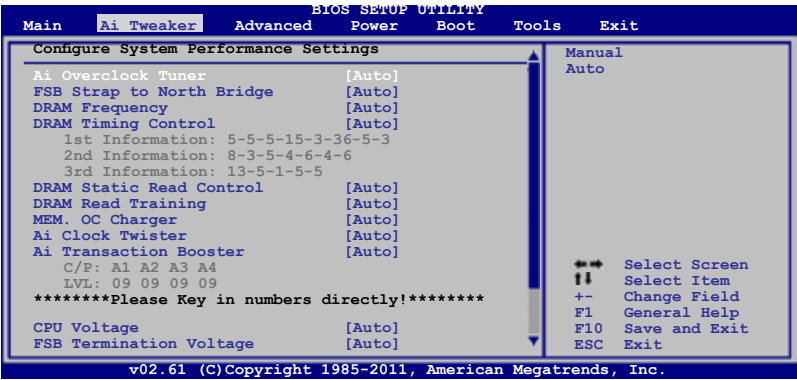 BIOS SETUP UTILITY
Main Ai Tweaker Advanced Power Boot Tools Exit
Configure System Performance Settings
Ai Overclock Tuner [Auto]
FSB Strap to North Bridge [Auto]
DRAM Frequency [Auto]
DRAM Timing Control [Auto]
1st Information: 5-5-5-15-3-36-5-3
2nd Information: 8-3-5-4-6-4-6
3rd Information: 13-5-1-5-5
DRAM Static Read Control [Auto]
DRAM Read Training [Auto]
MEM. OC Charger [Auto]
Ai Clock Twister [Auto]
Ai Transaction Booster [Auto]
C/P: A1 A2 A3 A4
LVL: 09 09 09 09
********Please Key in numbers directly!********
CPU Voltage [Auto]
FSB Termination Voltage [Auto]
Manual
Auto
Select Screen
Select Item
+- Change Field
F1 General Help
F10 Save and Exit
ESC Exit
v02.61 (C)Copyright 1985-2011, American Megatrends, Inc.